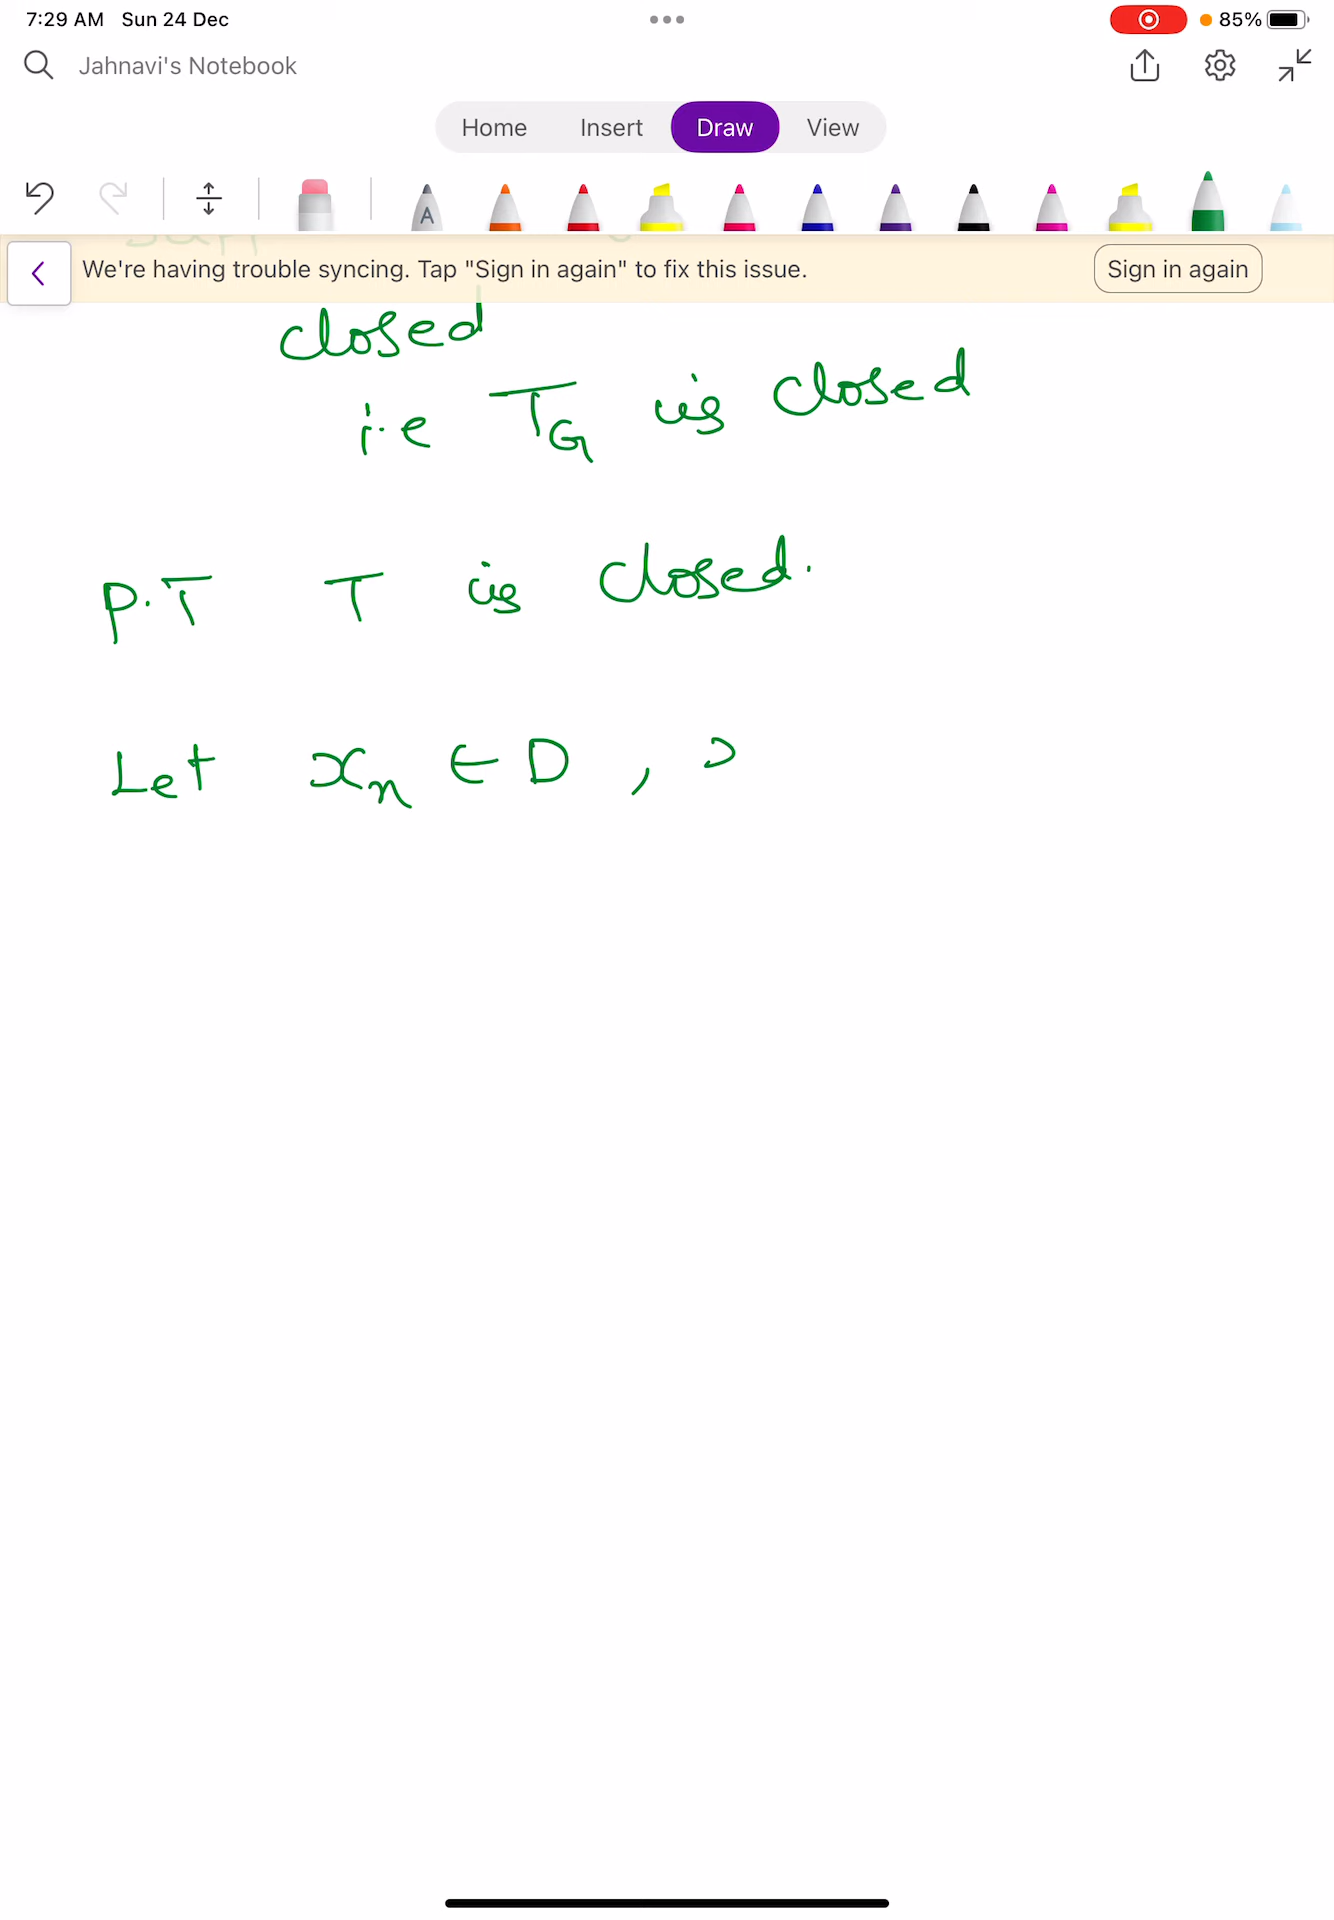 7:29 AM Sun 24 Dec
85%
Jahnavi's Notebook
Home Insert Draw View
A
We're having trouble syncing. Tap "Sign in again" to fix this issue.
Sign in again
closed
i.e T_G is closed
P.T T is closed.
Let x_n ∈ D ,